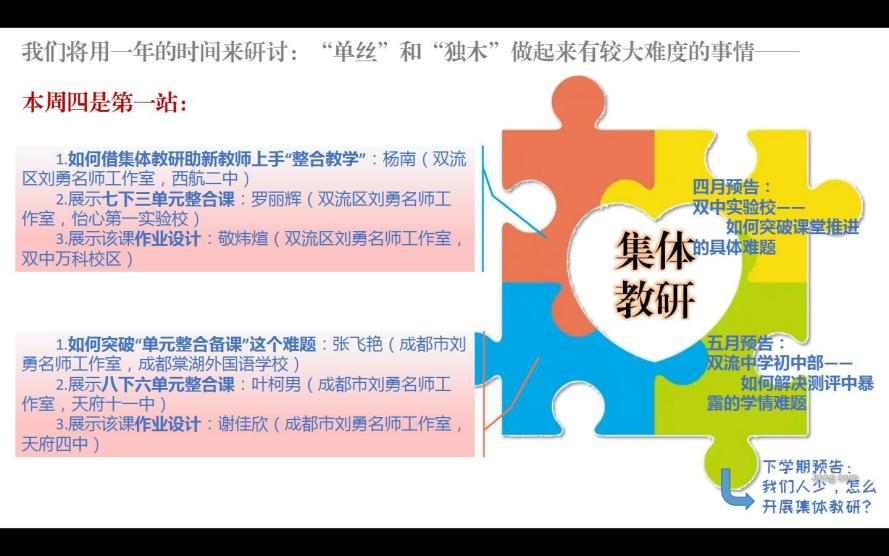 我们将用一年的时间来研讨：“单丝”和“独木”做起来有较大难度的事情——
本周四是第一站：
1.如何借集体教研助新教师上手“整合教学”：杨南（双流
区刘勇名师工作室，西航二中）
2.展示七下三单元整合课：罗丽辉（双流区刘勇名师工
作室，怡心第一实验校）
3.展示该课作业设计：敬炜煊（双流区刘勇名师工作室，
双中万科校区）
1.如何突破“单元整合备课”这个难题：张飞艳（成都市刘
勇名师工作室，成都棠湖外国语学校）
2.展示八下六单元整合课：叶柯男（成都市刘勇名师工
作室，天府十一中）
3.展示该课作业设计：谢佳欣（成都市刘勇名师工作室，
天府四中）
集体
教研
四月预告：
双中实验校——
如何突破课堂推进
的具体难题
五月预告：
双流中学初中部——
如何解决测评中暴
露的学情难题
下学期预告：
我们人少，怎么
开展集体教研？